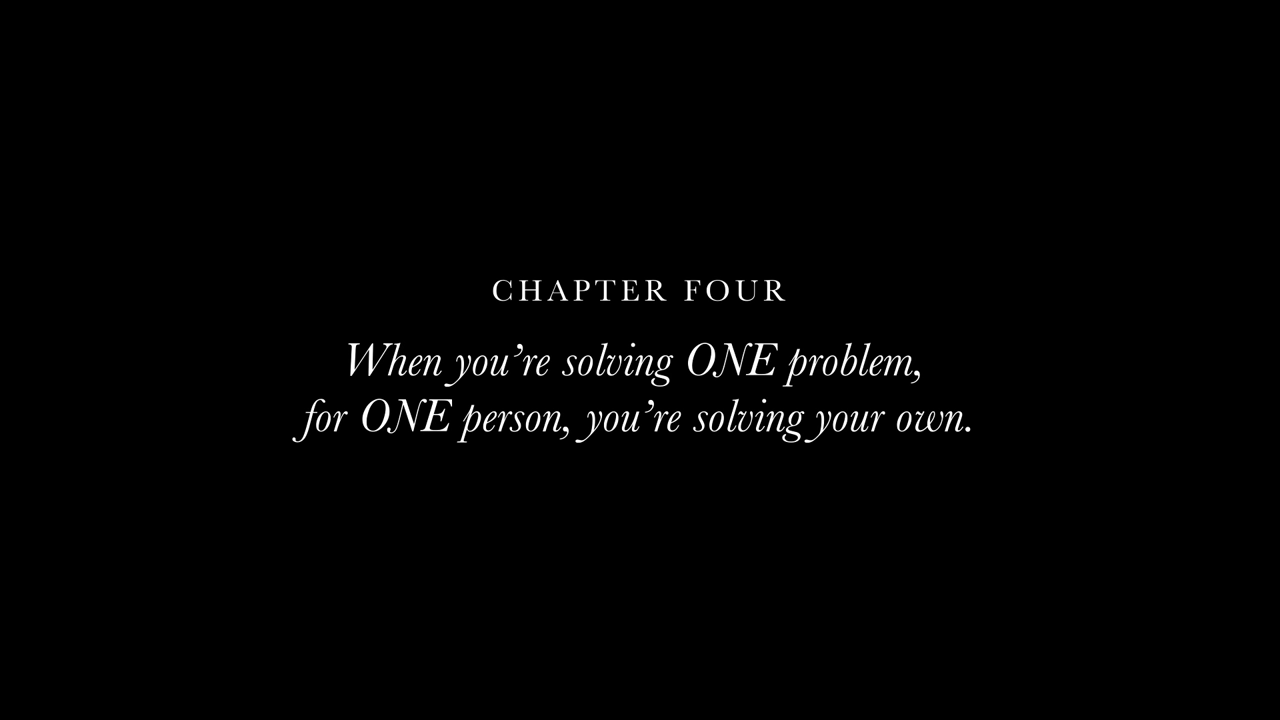 CHAPTER FOUR
When you’re solving ONE problem,
for ONE person, you’re solving your own.